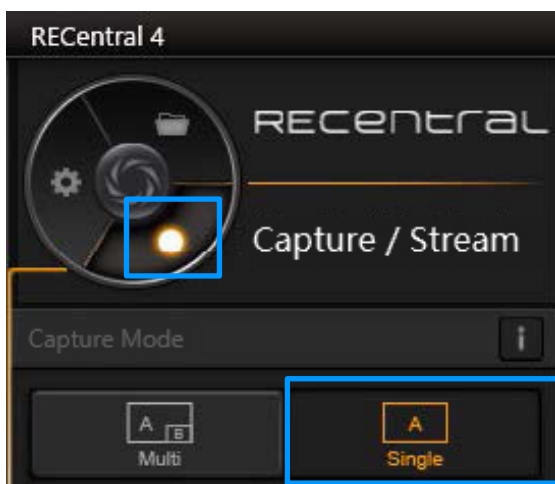 RECentral 4
RECentral
Capture / Stream
Capture Mode
i
A B
Multi
A
Single